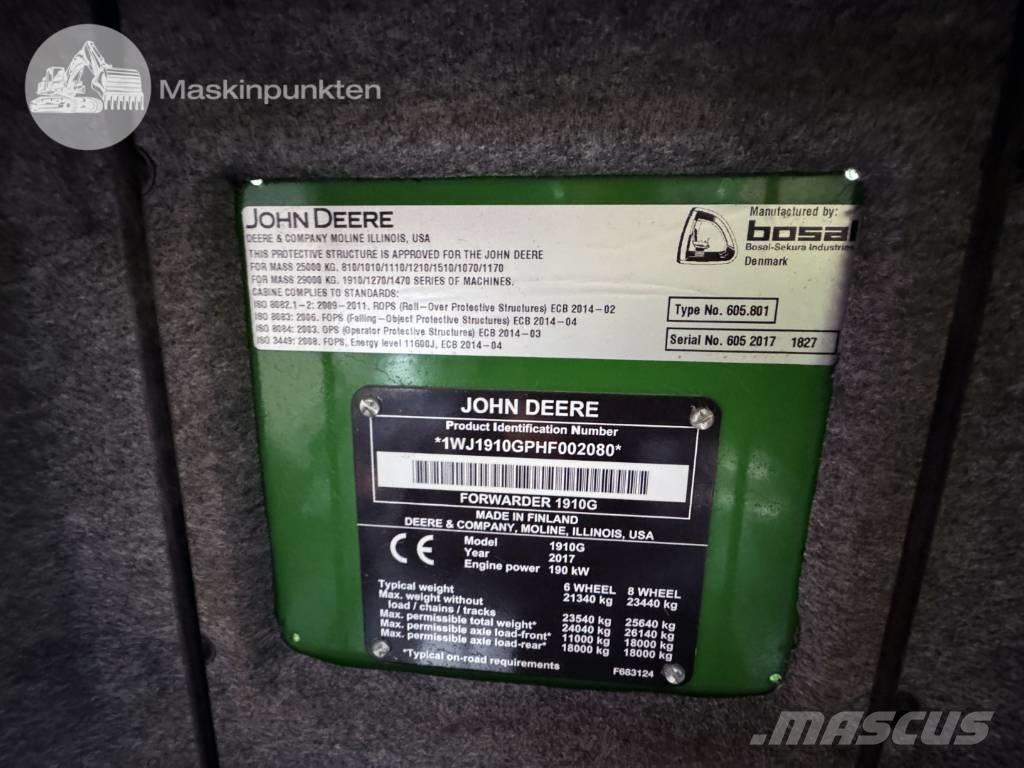 Maskinpunkten
JOHN DEERE
DEERE & COMPANY MOLINE ILLINOIS, USA
THIS PROTECTIVE STRUCTURE IS APPROVED FOR THE JOHN DEERE
FOR MASS 25000 KG. 810/1010/1110/1210/1510/1070/1170
FOR MASS 29000 KG. 1910/1270/1470 SERIES OF MACHINES.
CABINE COMPLIES TO STANDARDS:
ISO 8082.1-2: 2009-2011. ROPS (Roll-Over Protective Structures) ECB 2014-02
ISO 8083: 2006. FOPS (Falling-Object Protective Structures) ECB 2014-04
ISO 8084: 2003. OPS (Operator Protective Structures) ECB 2014-03
ISO 3449: 2008. FOPS, Energy level 11600J, ECB 2014-04
Manufactured by:
bosal
Bosal-Sekura Industries
Denmark
Type No. 605.801
Serial No. 605 2017 1827
JOHN DEERE
Product Identification Number
*1WJ1910GPHF002080*
FORWARDER 1910G
MADE IN FINLAND
DEERE & COMPANY, MOLINE, ILLINOIS, USA
CE
Model 1910G
Year 2017
Engine power 190 kW
6 WHEEL 8 WHEEL
Typical weight 21340 kg 23440 kg
Max. weight without
load / chains / tracks 23540 kg 25640 kg
Max. permissible total weight* 24040 kg 26140 kg
Max. permissible axle load-front* 11000 kg 18000 kg
Max. permissible axle load-rear* 18000 kg 18000 kg
*Typical on-road requirements
F683124
MASCUS